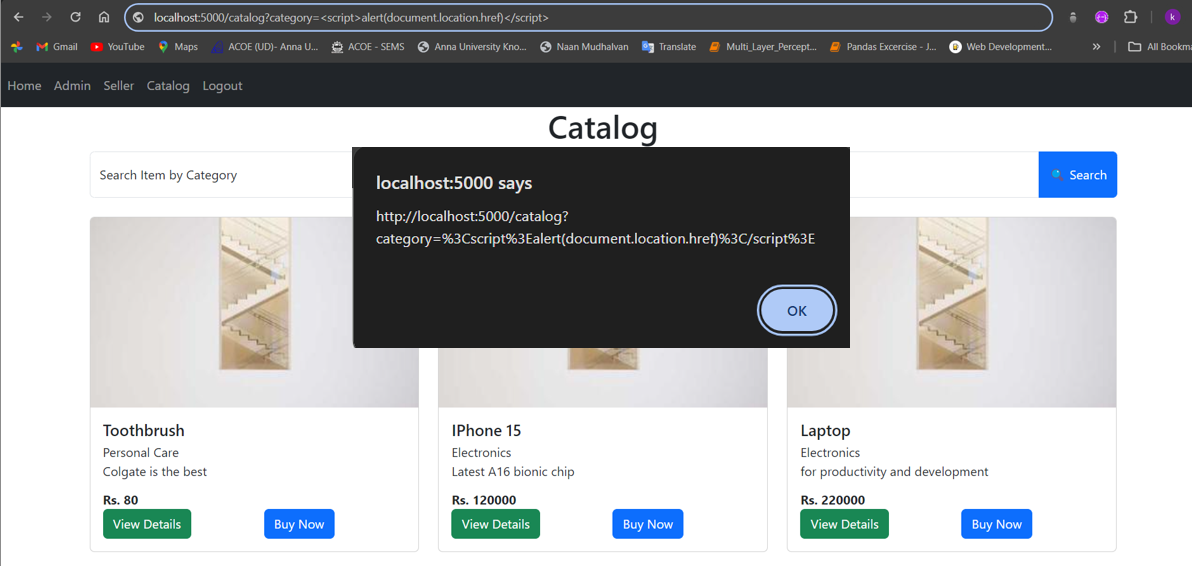 localhost:5000/catalog?category=<script>alert(document.location.href)</script>
k
Gmail YouTube Maps ACOE (UD)- Anna U... ACOE - SEMS Anna University Kno... Naan Mudhalvan Translate Multi_Layer_Percept... Pandas Excercise - J... Web Development... » All Bookma
Home Admin Seller Catalog Logout
Catalog
Search Item by Category Search
localhost:5000 says
http://localhost:5000/catalog?
category=%3Cscript%3Ealert(document.location.href)%3C/script%3E
OK
Toothbrush
Personal Care
Colgate is the best
Rs. 80
View Details Buy Now
IPhone 15
Electronics
Latest A16 bionic chip
Rs. 120000
View Details Buy Now
Laptop
Electronics
for productivity and development
Rs. 220000
View Details Buy Now